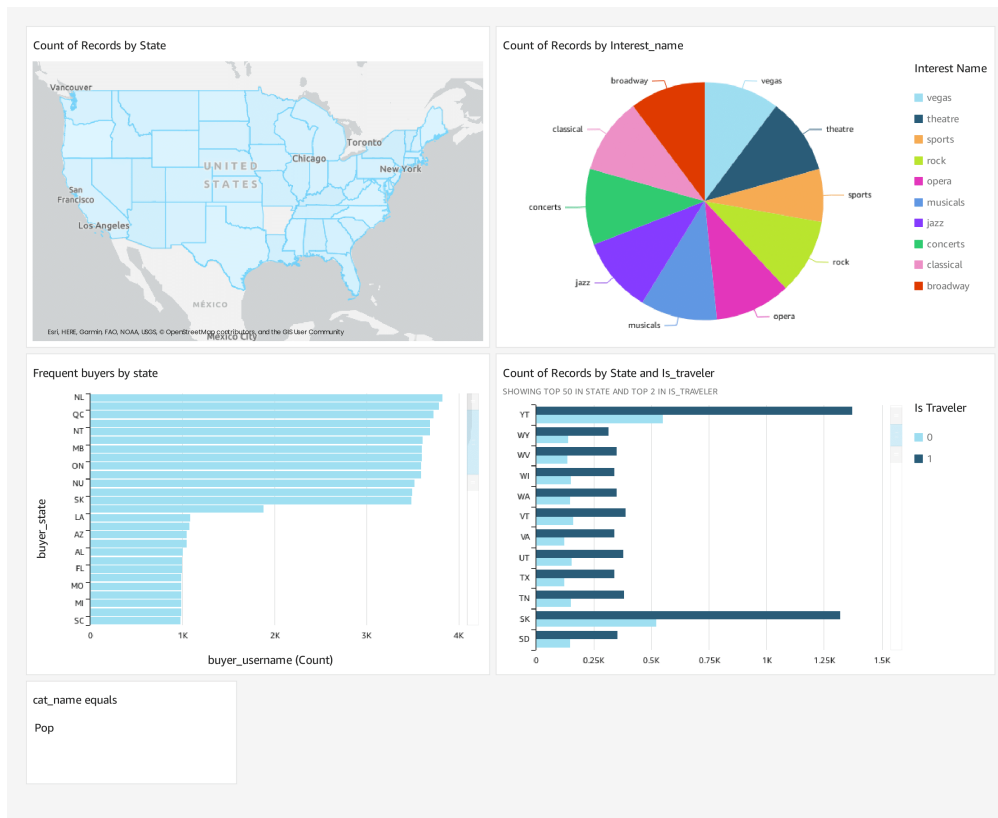 Count of Records by State
Vancouver
Toronto
Chicago
UNITED
STATES
New York
San
Francisco
Los Angeles
MÉXICO
Esri, HERE, Garmin, FAO, NOAA, USGS, © OpenStreetMap contributors, and the GIS User Community
Mexico City
Count of Records by Interest_name
broadway
vegas
classical
theatre
concerts
sports
jazz
rock
musicals
opera
Interest Name
vegas
theatre
sports
rock
opera
musicals
jazz
concerts
classical
broadway
Frequent buyers by state
buyer_state
NL
QC
NT
MB
ON
NU
SK
LA
AZ
AL
FL
MO
MI
SC
0 1K 2K 3K 4K
buyer_username (Count)
Count of Records by State and Is_traveler
SHOWING TOP 50 IN STATE AND TOP 2 IN IS_TRAVELER
YT
WY
WV
WI
WA
VT
VA
UT
TX
TN
SK
SD
0 0.25K 0.5K 0.75K 1K 1.25K 1.5K
Is Traveler
0
1
cat_name equals
Pop